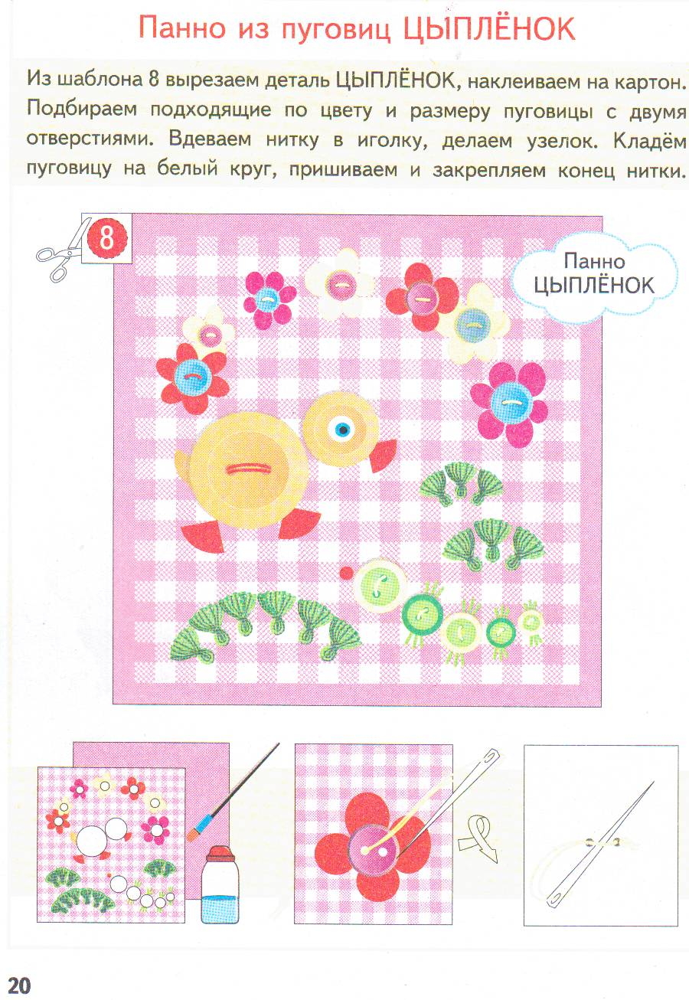 Панно из пуговиц ЦЫПЛЁНОК
Из шаблона 8 вырезаем деталь ЦЫПЛЁНОК, наклеиваем на картон.
Подбираем подходящие по цвету и размеру пуговицы с двумя
отверстиями. Вдеваем нитку в иголку, делаем узелок. Кладём
пуговицу на белый круг, пришиваем и закрепляем конец нитки.
8
Панно
ЦЫПЛЁНОК
20